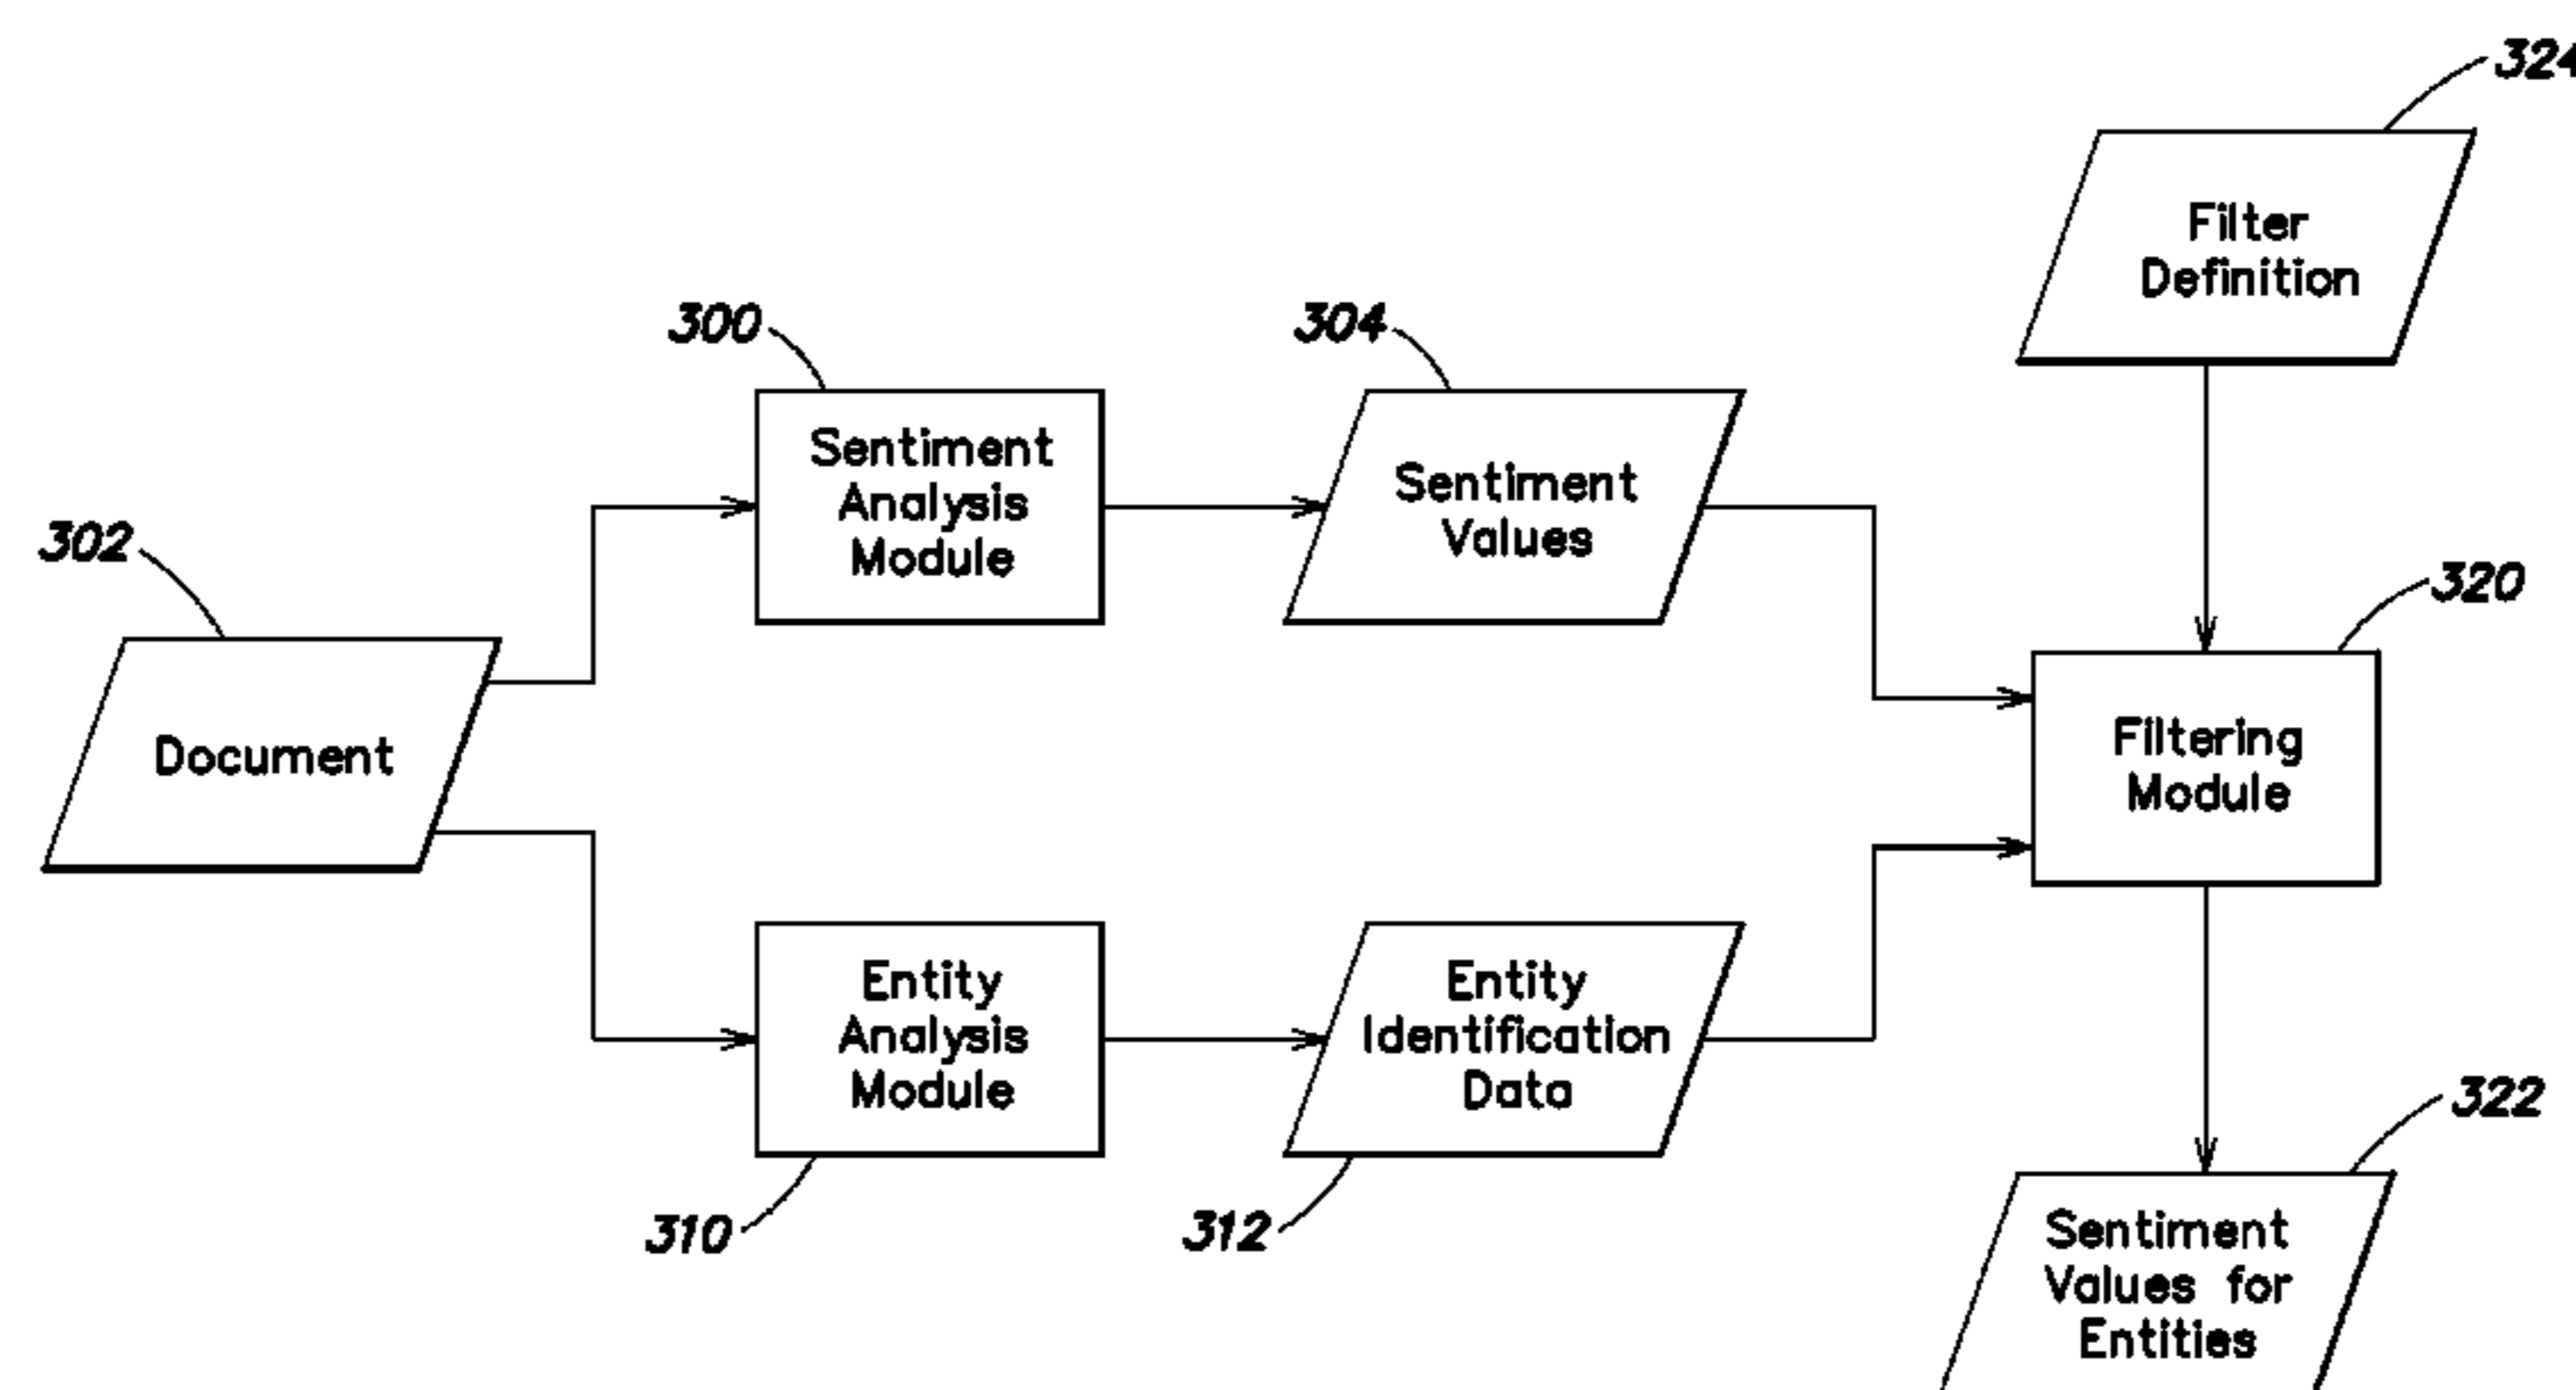 324
Filter
Definition
300
304
Sentiment
Analysis
Module
Sentiment
Values
302
320
Document
Filtering
Module
Entity
Analysis
Module
Entity
Identification
Data
310
312
322
Sentiment
Values for
Entities